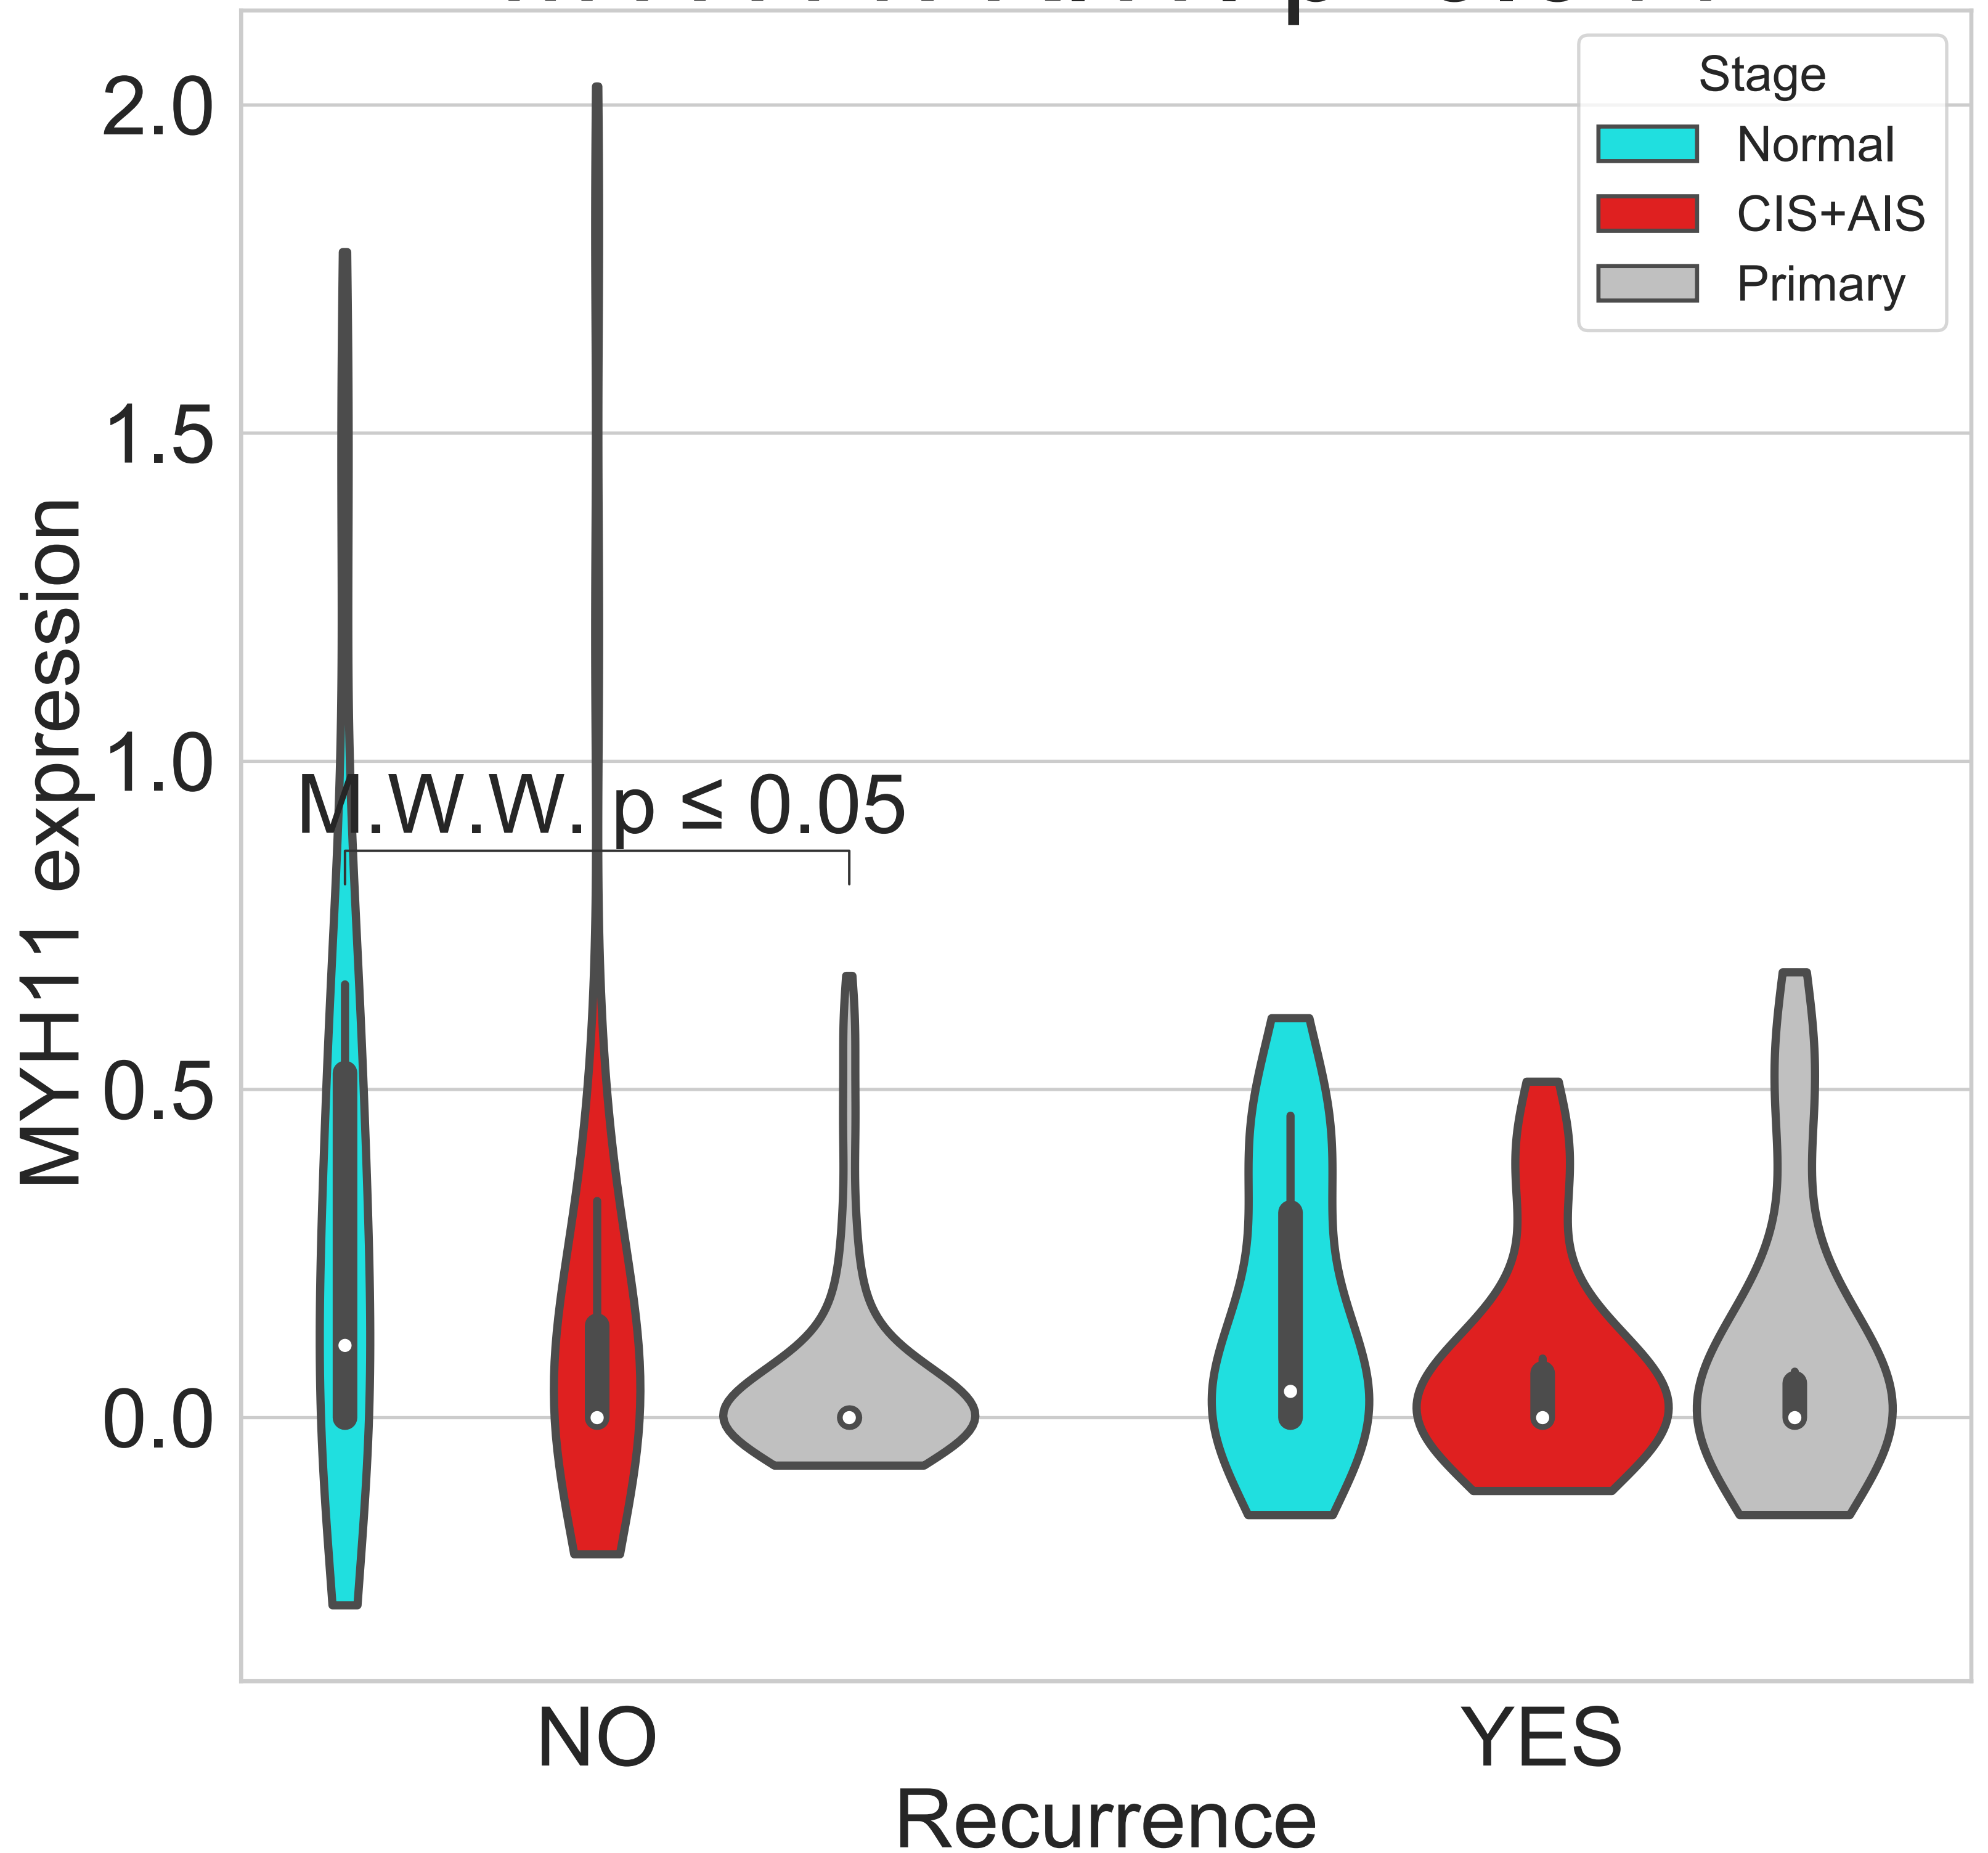 Stage
Normal
CIS+AIS
Primary
2.0
1.5
1.0
0.5
0.0
MYH11 expression
M.W.W. p ≤ 0.05
NO
YES
Recurrence